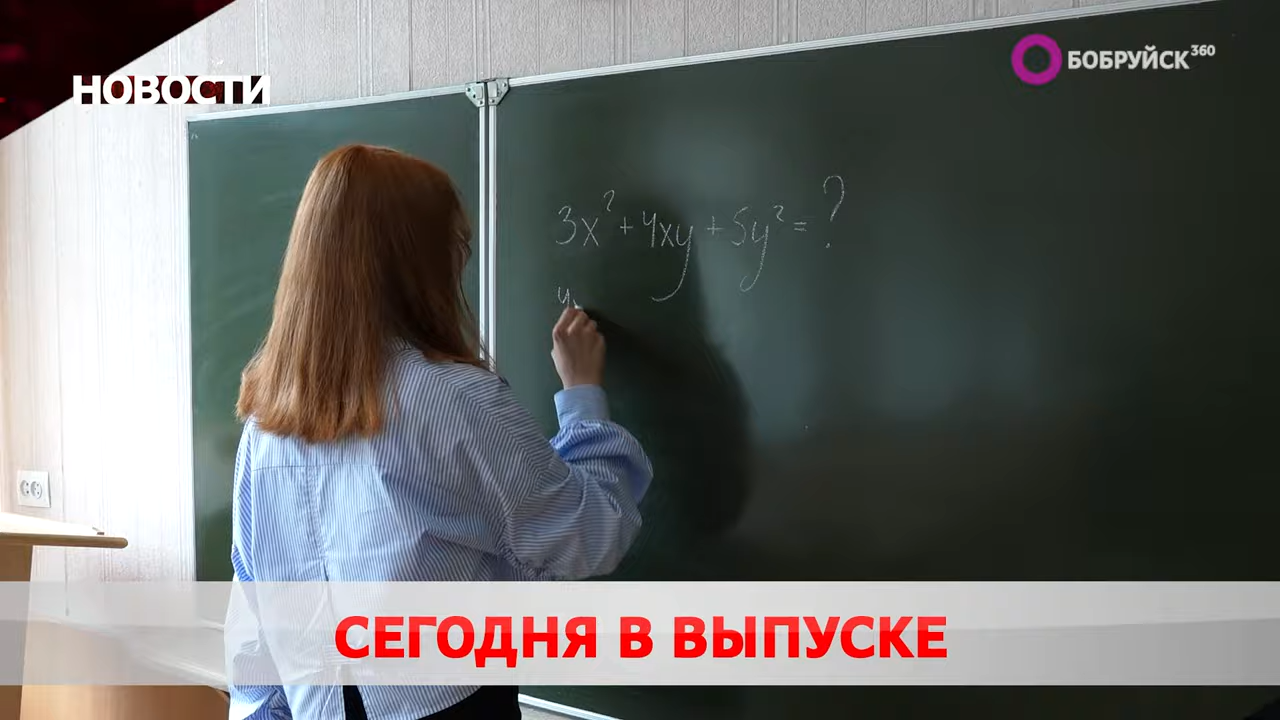 НОВОСТИ
БОБРУЙСК360
3x² + 4xy + 5y² = ?
СЕГОДНЯ В ВЫПУСКЕ